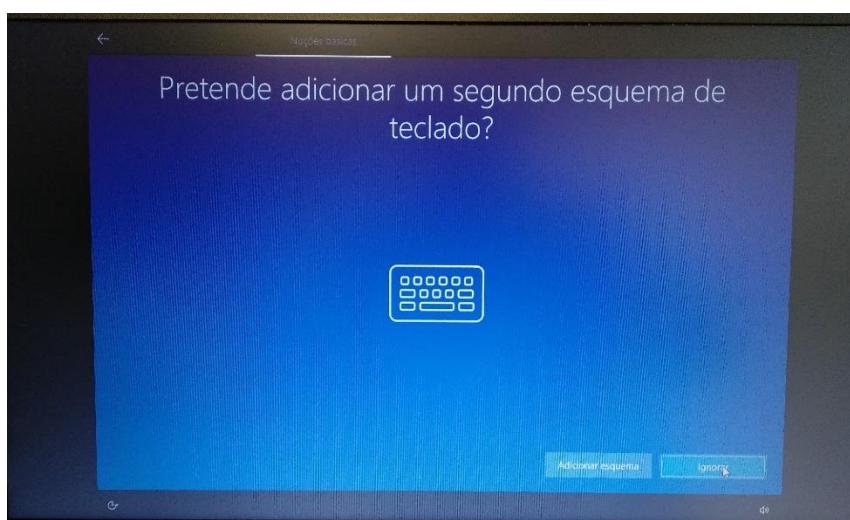 Noções básicas
Pretende adicionar um segundo esquema de
teclado?
Adicionar esquema
Ignorar